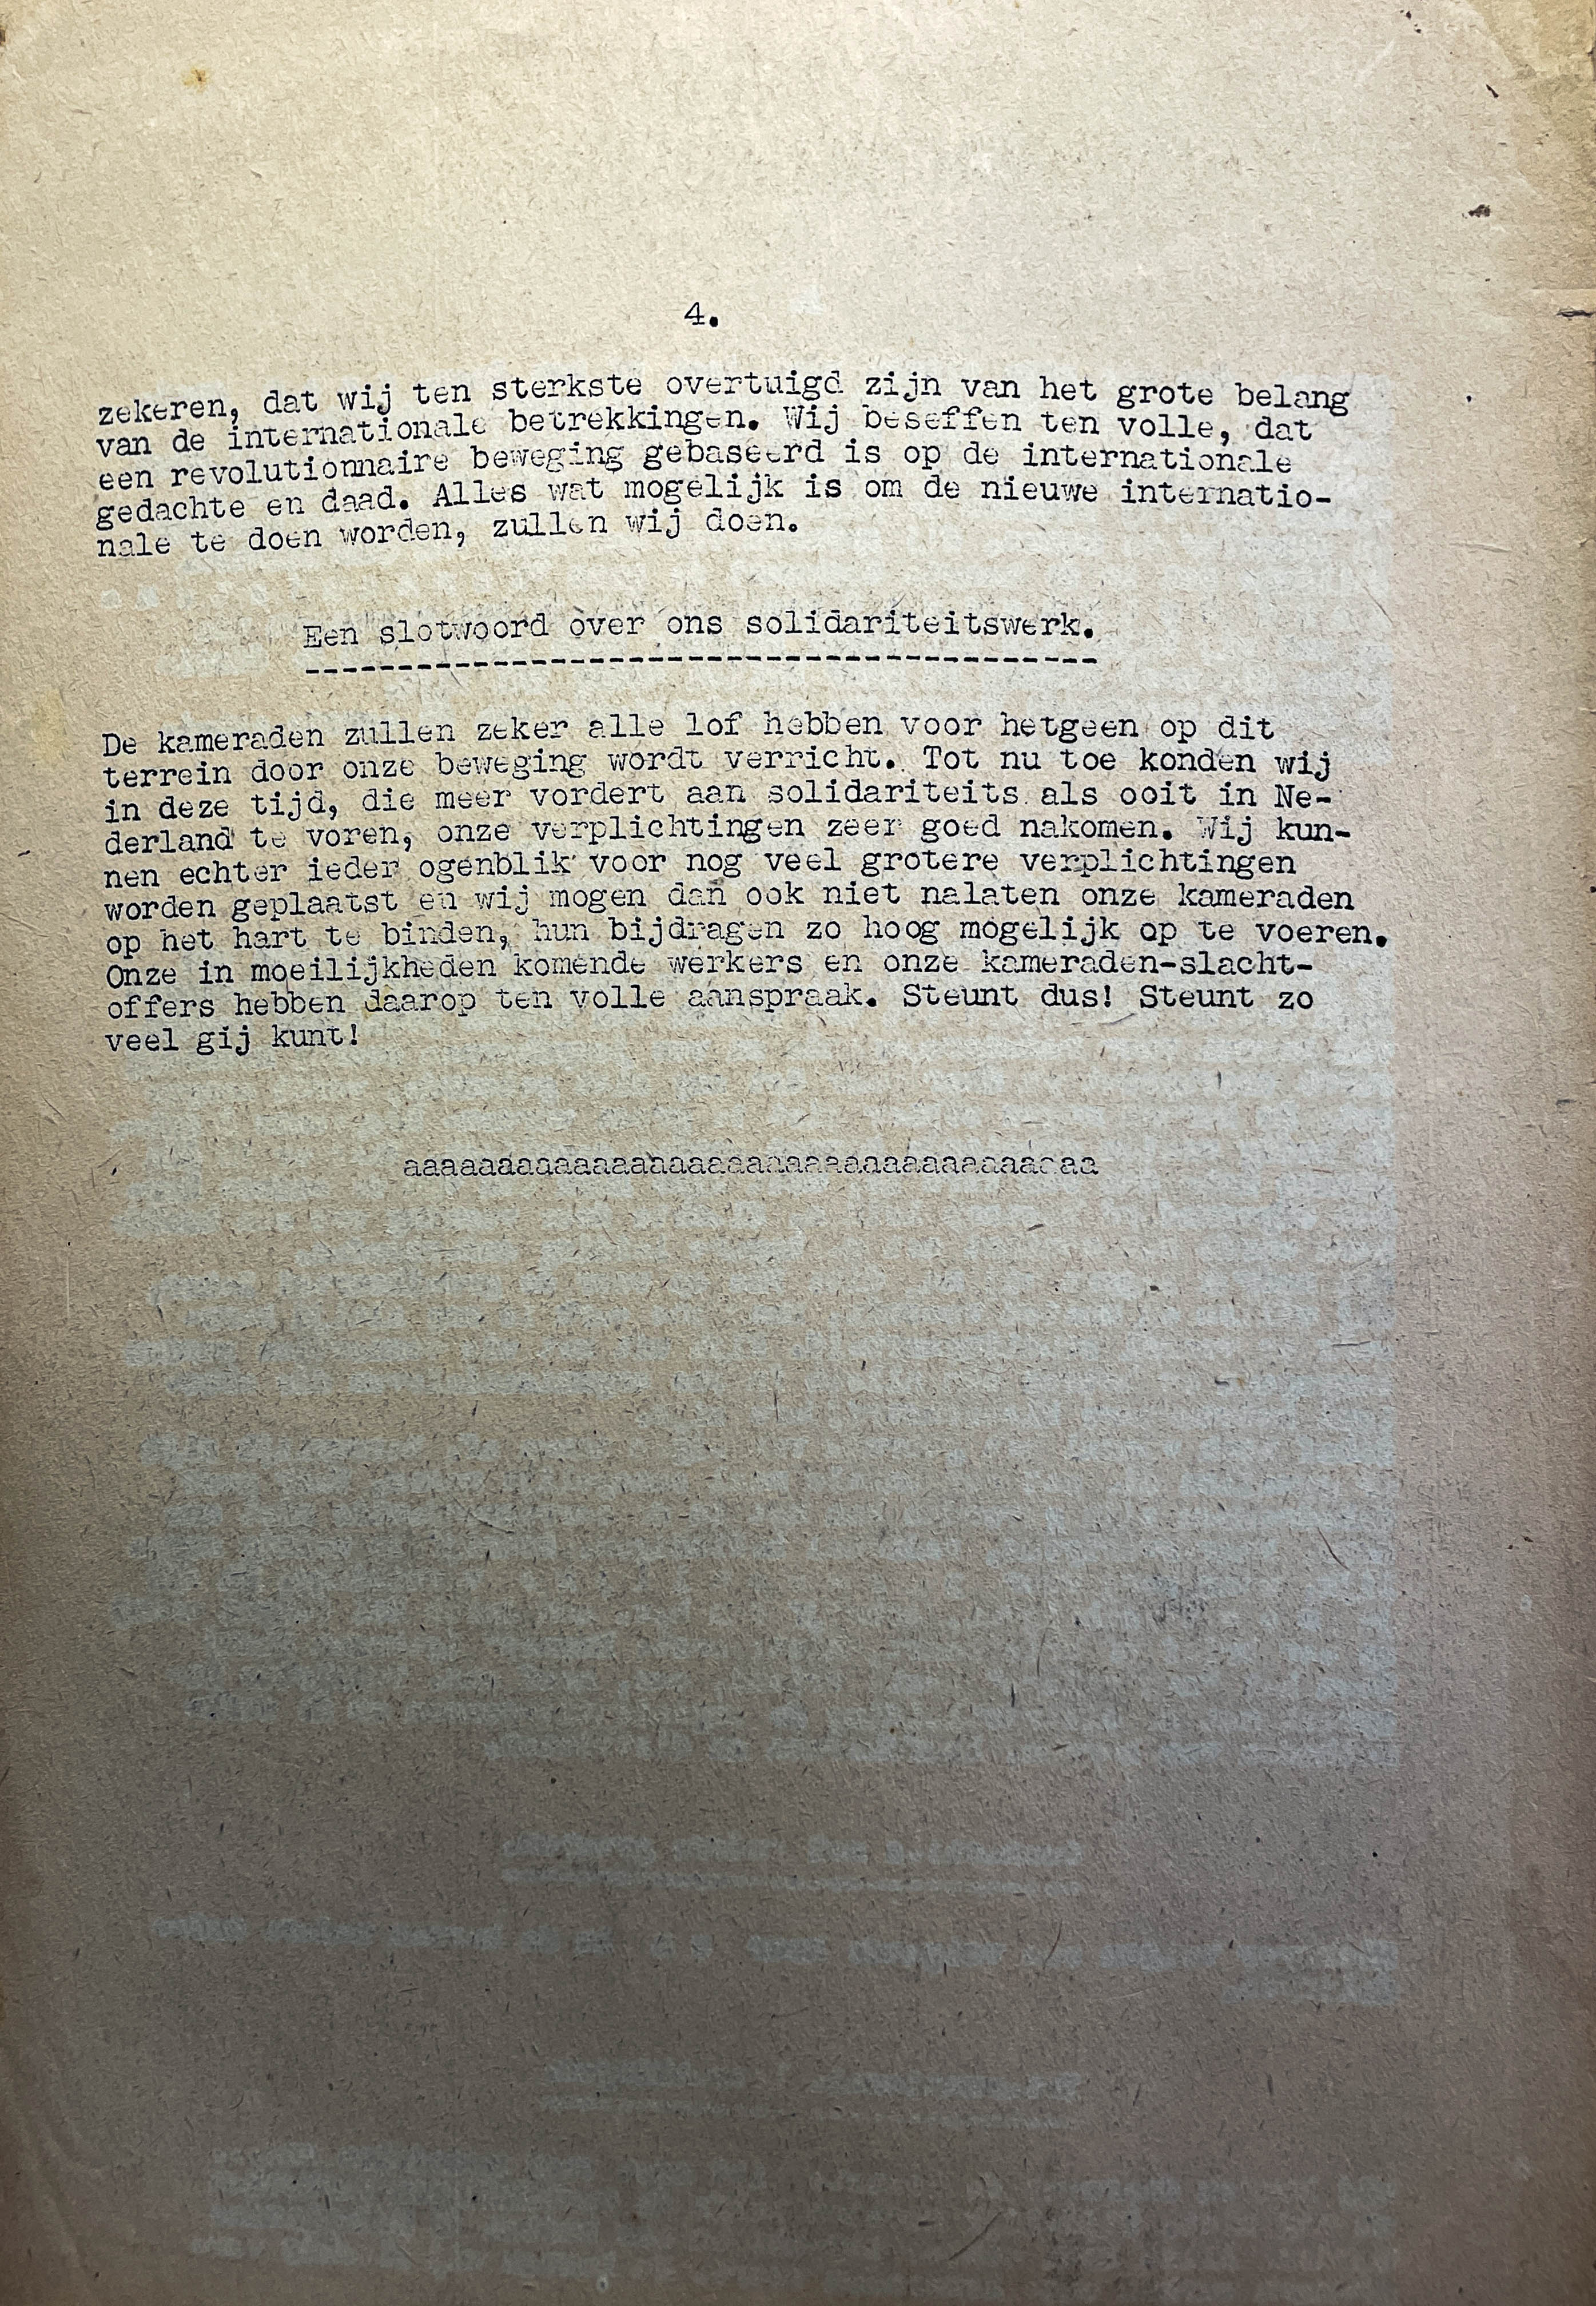 4.
zekeren, dat wij ten sterkste overtuigd zijn van het grote belang
van de internationale betrekkingen. Wij beseffen ten volle, dat
een revolutionnaire beweging gebaseerd is op de internationale
gedachte en daad. Alles wat mogelijk is om de nieuwe internatio-
nale te doen worden, zullen wij doen.
Een slotwoord over ons solidariteitswerk.
-----------------------------------------
De kameraden zullen zeker alle lof hebben voor hetgeen op dit
terrein door onze beweging wordt verricht. Tot nu toe konden wij
in deze tijd, die meer vordert aan solidariteits als ooit in Ne-
derland te voren, onze verplichtingen zeer goed nakomen. Wij kun-
nen echter ieder ogenblik voor nog veel grotere verplichtingen
worden geplaatst en wij mogen dan ook niet nalaten onze kameraden
op het hart te binden, hun bijdragen zo hoog mogelijk op te voeren.
Onze in moeilijkheden komende werkers en onze kameraden-slacht-
offers hebben daarop ten volle aanspraak. Steunt dus! Steunt zo
veel gij kunt!
aaaaaaaaaaaaaaaaaaaaaaaaaaaaaaaaaaaaa